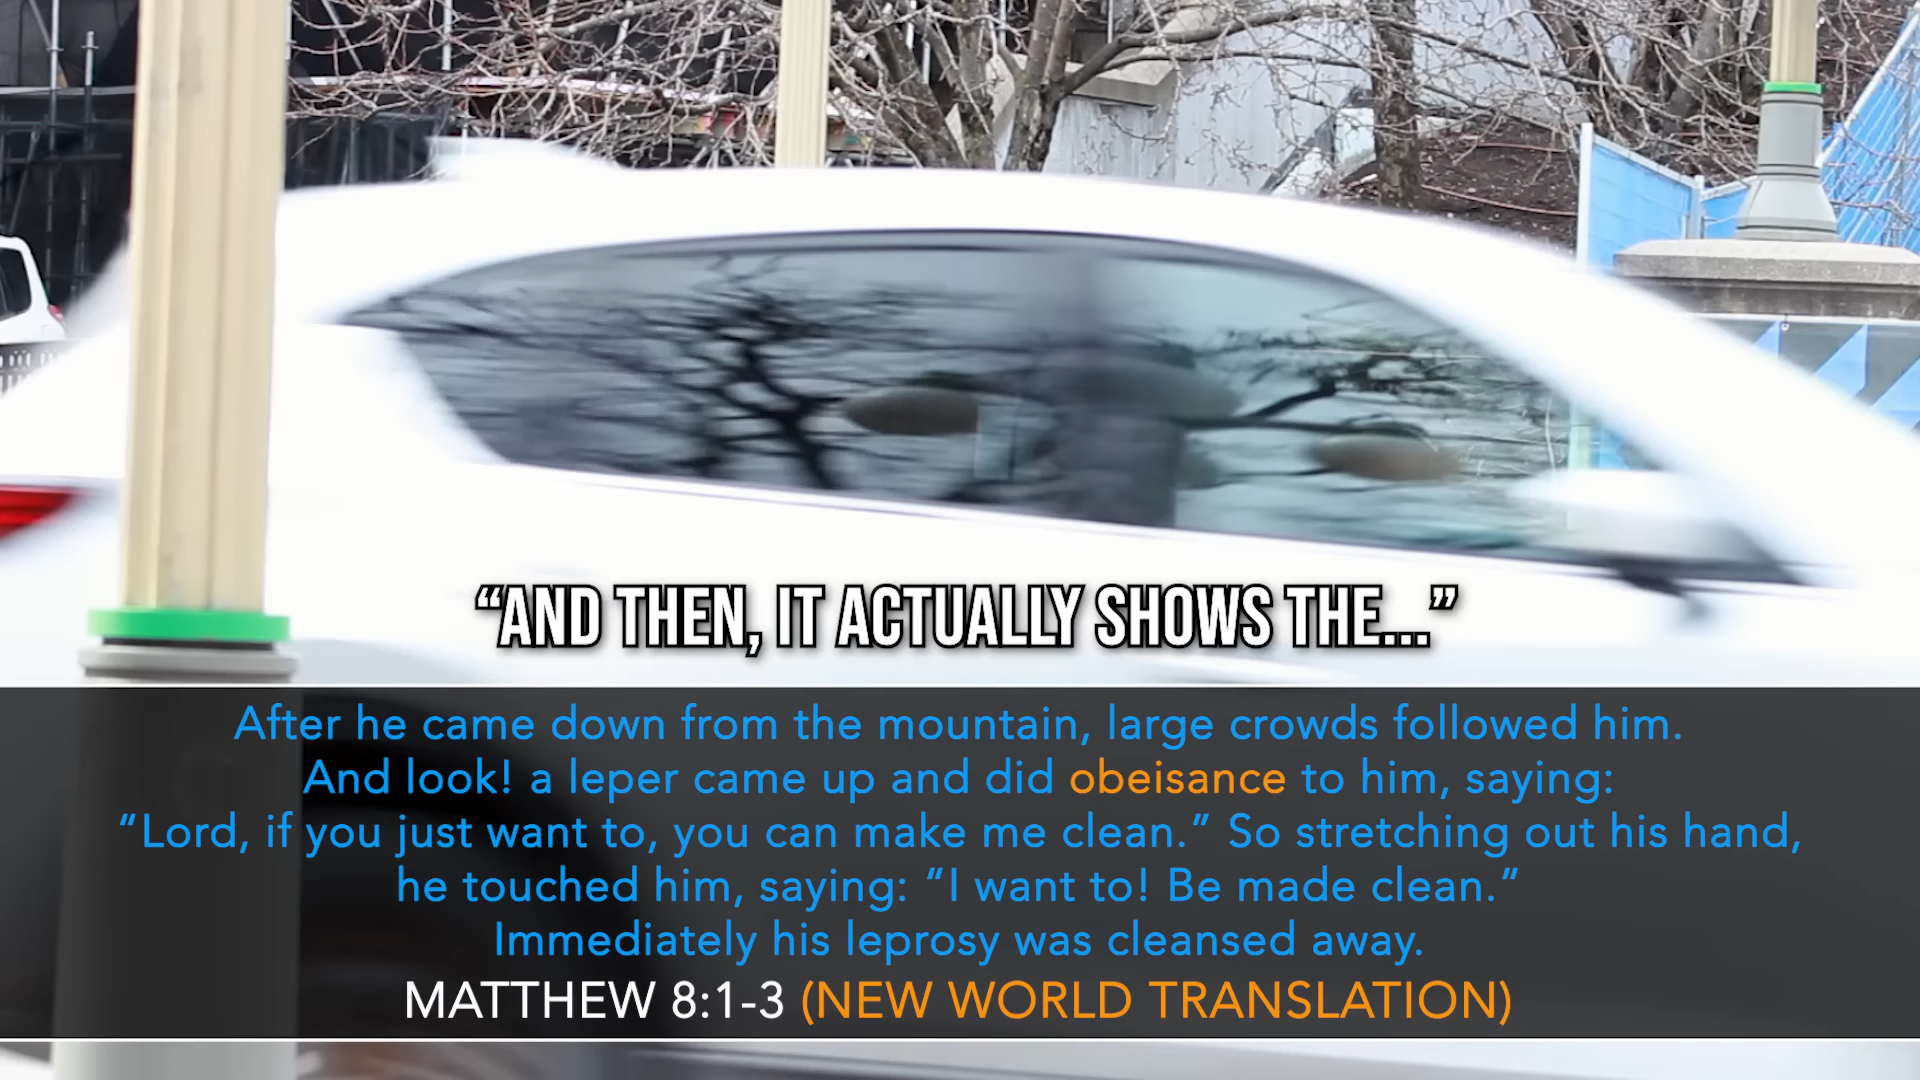 “AND THEN, IT ACTUALLY SHOWS THE...”
After he came down from the mountain, large crowds followed him.
And look! a leper came up and did obeisance to him, saying:
“Lord, if you just want to, you can make me clean.” So stretching out his hand,
he touched him, saying: “I want to! Be made clean.”
Immediately his leprosy was cleansed away.
MATTHEW 8:1-3 (NEW WORLD TRANSLATION)